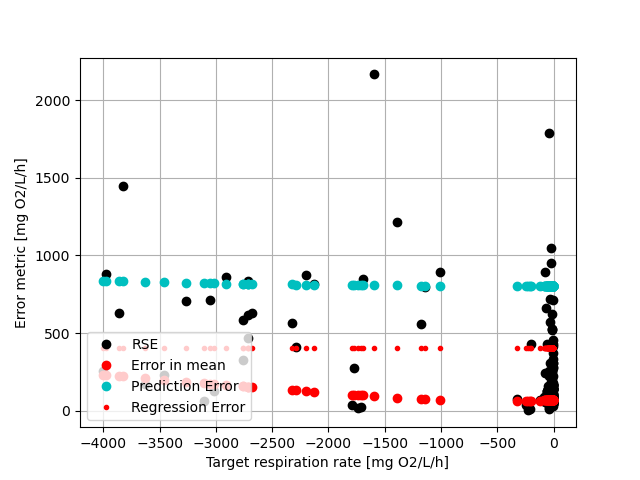 2000
1500
1000
500
0
Error metric [mg O2/L/h]
RSE
Error in mean
Prediction Error
Regression Error
−4000 −3500 −3000 −2500 −2000 −1500 −1000 −500 0
Target respiration rate [mg O2/L/h]